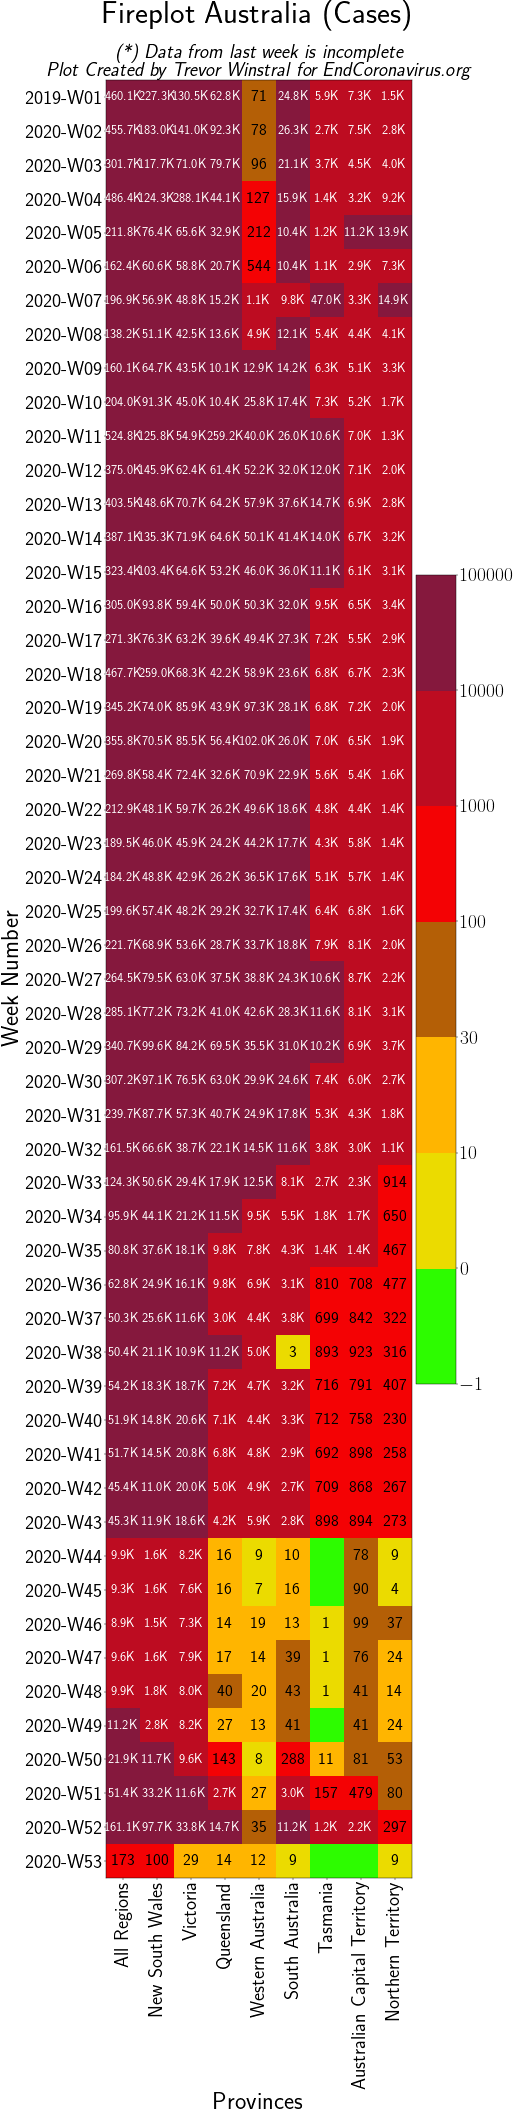 Fireplot Australia (Cases)
(*) Data from last week is incomplete
Plot Created by Trevor Winstral for EndCoronavirus.org
2019-W01 460.1K 227.3K 130.5K 62.8K 71 24.8K 5.9K 7.3K 1.5K
2020-W02 455.7K 183.0K 141.0K 92.3K 78 26.3K 2.7K 7.5K 2.8K
2020-W03 301.7K 117.7K 71.0K 79.7K 96 21.1K 3.7K 4.5K 4.0K
2020-W04 486.4K 124.3K 288.1K 44.1K 127 15.9K 1.4K 3.2K 9.2K
2020-W05 211.8K 76.4K 65.6K 32.9K 212 10.4K 1.2K 11.2K 13.9K
2020-W06 162.4K 60.6K 58.8K 20.7K 544 10.4K 1.1K 2.9K 7.3K
2020-W07 196.9K 56.9K 48.8K 15.2K 1.1K 9.8K 47.0K 3.3K 14.9K
2020-W08 138.2K 51.1K 42.5K 13.6K 4.9K 12.1K 5.4K 4.4K 4.1K
2020-W09 160.1K 64.7K 43.5K 10.1K 12.9K 14.2K 6.3K 5.1K 3.3K
2020-W10 204.0K 91.3K 45.0K 10.4K 25.8K 17.4K 7.3K 5.2K 1.7K
2020-W11 524.8K 125.8K 54.9K 259.2K 40.0K 26.0K 10.6K 7.0K 1.3K
2020-W12 375.0K 145.9K 62.4K 61.4K 52.2K 32.0K 12.0K 7.1K 2.0K
2020-W13 403.5K 148.6K 70.7K 64.2K 57.9K 37.6K 14.7K 6.9K 2.8K
2020-W14 387.1K 135.3K 71.9K 64.6K 50.1K 41.4K 14.0K 6.7K 3.2K
2020-W15 323.4K 103.4K 64.6K 53.2K 46.0K 36.0K 11.1K 6.1K 3.1K
2020-W16 305.0K 93.8K 59.4K 50.0K 50.3K 32.0K 9.5K 6.5K 3.4K
2020-W17 271.3K 76.3K 63.2K 39.6K 49.4K 27.3K 7.2K 5.5K 2.9K
2020-W18 467.7K 259.0K 68.3K 42.2K 58.9K 23.6K 6.8K 6.7K 2.3K
2020-W19 345.2K 74.0K 85.9K 43.9K 97.3K 28.1K 6.8K 7.2K 2.0K
2020-W20 355.8K 70.5K 85.5K 56.4K 102.0K 26.0K 7.0K 6.5K 1.9K
2020-W21 269.8K 58.4K 72.4K 32.6K 70.9K 22.9K 5.6K 5.4K 1.6K
2020-W22 212.9K 48.1K 59.7K 26.2K 49.6K 18.6K 4.8K 4.4K 1.4K
2020-W23 189.5K 46.0K 45.9K 24.2K 44.2K 17.7K 4.3K 5.8K 1.4K
2020-W24 184.2K 48.8K 42.9K 26.2K 36.5K 17.6K 5.1K 5.7K 1.4K
2020-W25 199.6K 57.4K 48.2K 29.2K 32.7K 17.4K 6.4K 6.8K 1.6K
2020-W26 221.7K 68.9K 53.6K 28.7K 33.7K 18.8K 7.9K 8.1K 2.0K
2020-W27 264.5K 79.5K 63.0K 37.5K 38.8K 24.3K 10.6K 8.7K 2.2K
2020-W28 285.1K 77.2K 73.2K 41.0K 42.6K 28.3K 11.6K 8.1K 3.1K
2020-W29 340.7K 99.6K 84.2K 69.5K 35.5K 31.0K 10.2K 6.9K 3.7K
2020-W30 307.2K 97.1K 76.5K 63.0K 29.9K 24.6K 7.4K 6.0K 2.7K
2020-W31 239.7K 87.7K 57.3K 40.7K 24.9K 17.8K 5.3K 4.3K 1.8K
2020-W32 161.5K 66.6K 38.7K 22.1K 14.5K 11.6K 3.8K 3.0K 1.1K
2020-W33 124.3K 50.6K 29.4K 17.9K 12.5K 8.1K 2.7K 2.3K 914
2020-W34 95.9K 44.1K 21.2K 11.5K 9.5K 5.5K 1.8K 1.7K 650
2020-W35 80.8K 37.6K 18.1K 9.8K 7.8K 4.3K 1.4K 1.4K 467
2020-W36 62.8K 24.9K 16.1K 9.8K 6.9K 3.1K 810 708 477
2020-W37 50.3K 25.6K 11.6K 3.0K 4.4K 3.8K 699 842 322
2020-W38 50.4K 21.1K 10.9K 11.2K 5.0K 3 893 923 316
2020-W39 54.2K 18.3K 18.7K 7.2K 4.7K 3.2K 716 791 407
2020-W40 51.9K 14.8K 20.6K 7.1K 4.4K 3.3K 712 758 230
2020-W41 51.7K 14.5K 20.8K 6.8K 4.8K 2.9K 692 898 258
2020-W42 45.4K 11.0K 20.0K 5.0K 4.9K 2.7K 709 868 267
2020-W43 45.3K 11.9K 18.6K 4.2K 5.9K 2.8K 898 894 273
2020-W44 9.9K 1.6K 8.2K 16 9 10 78 9
2020-W45 9.3K 1.6K 7.6K 16 7 16 90 4
2020-W46 8.9K 1.5K 7.3K 14 19 13 1 99 37
2020-W47 9.6K 1.6K 7.9K 17 14 39 1 76 24
2020-W48 9.9K 1.8K 8.0K 40 20 43 1 41 14
2020-W49 11.2K 2.8K 8.2K 27 13 41 41 24
2020-W50 21.9K 11.7K 9.6K 143 8 288 11 81 53
2020-W51 51.4K 33.2K 11.6K 2.7K 27 3.0K 157 479 80
2020-W52 161.1K 97.7K 33.8K 14.7K 35 11.2K 1.2K 2.2K 297
2020-W53 173 100 29 14 12 9 9
Week Number
100000
10000
1000
100
30
10
0
−1
All Regions
New South Wales
Victoria
Queensland
Western Australia
South Australia
Tasmania
Australian Capital Territory
Northern Territory
Provinces